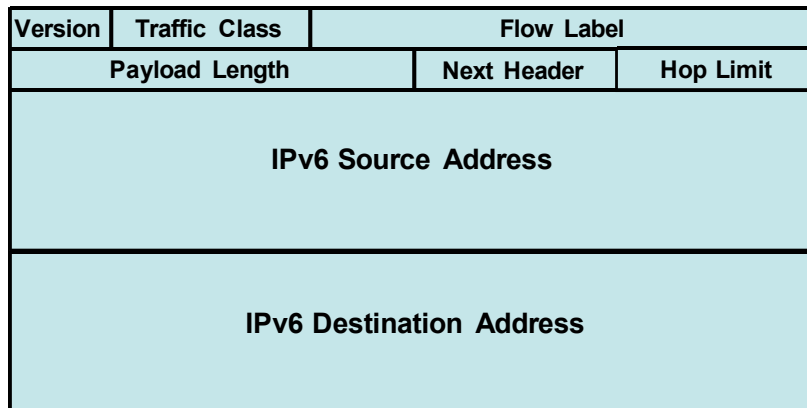 Version Traffic Class Flow Label
Payload Length Next Header Hop Limit
IPv6 Source Address
IPv6 Destination Address